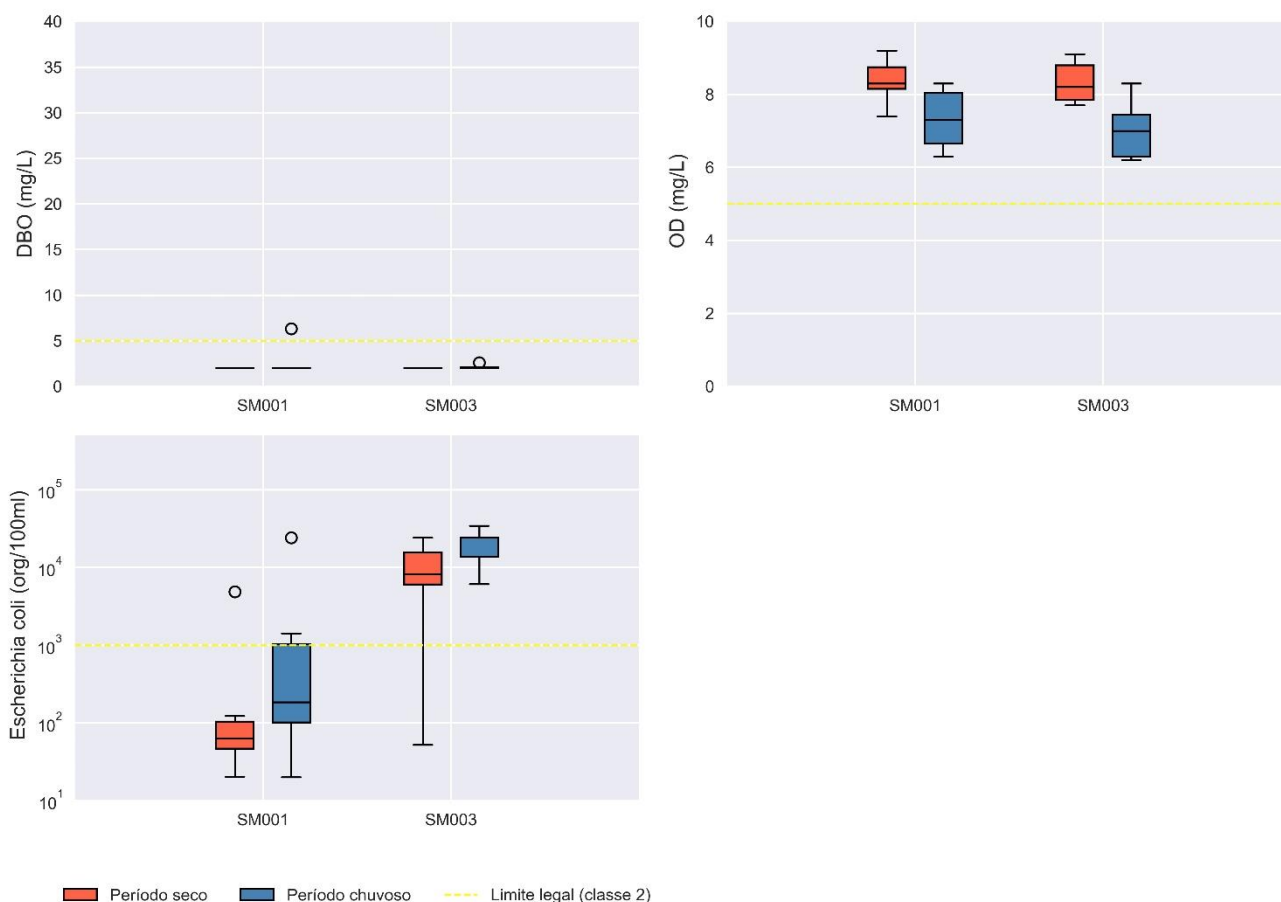 DBO (mg/L)
40
35
30
25
20
15
10
5
0
SM001 SM003
OD (mg/L)
10
8
6
4
2
0
SM001 SM003
Escherichia coli (org/100ml)
10^5
10^4
10^3
10^2
10^1
SM001 SM003
Período seco Período chuvoso Limite legal (classe 2)